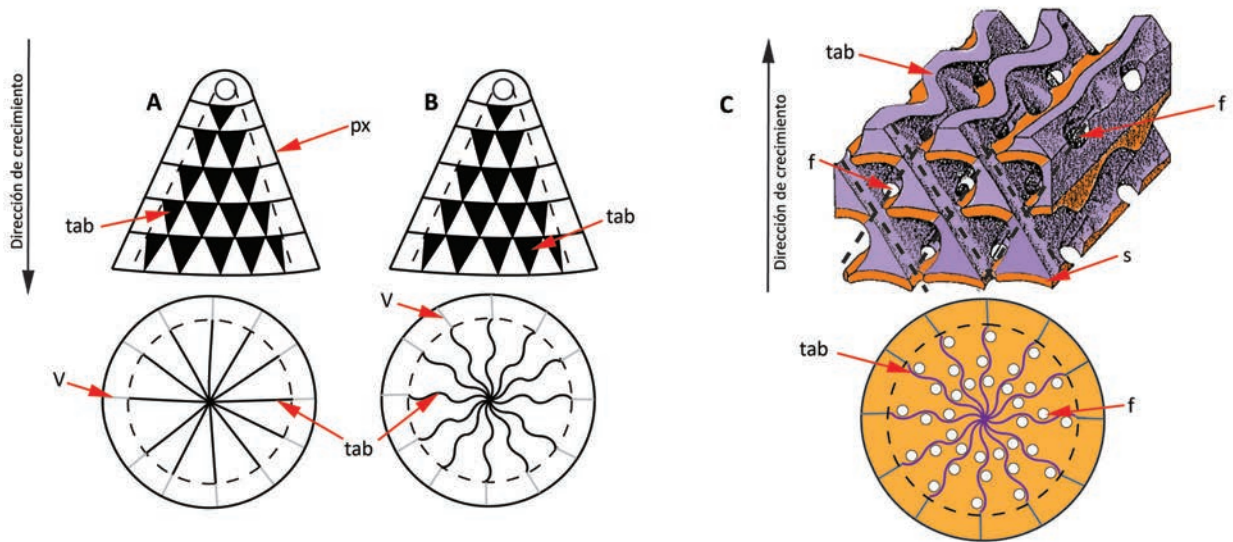 Dirección de crecimiento
A
B
px
tab
tab
V
V
tab
C
Dirección de crecimiento
tab
f
f
s
tab
f